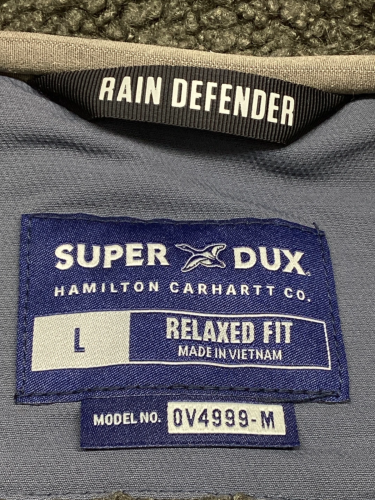 RAIN DEFENDER
SUPER DUX
HAMILTON CARHARTT CO.
L
RELAXED FIT
MADE IN VIETNAM
MODEL NO. OV4999-M